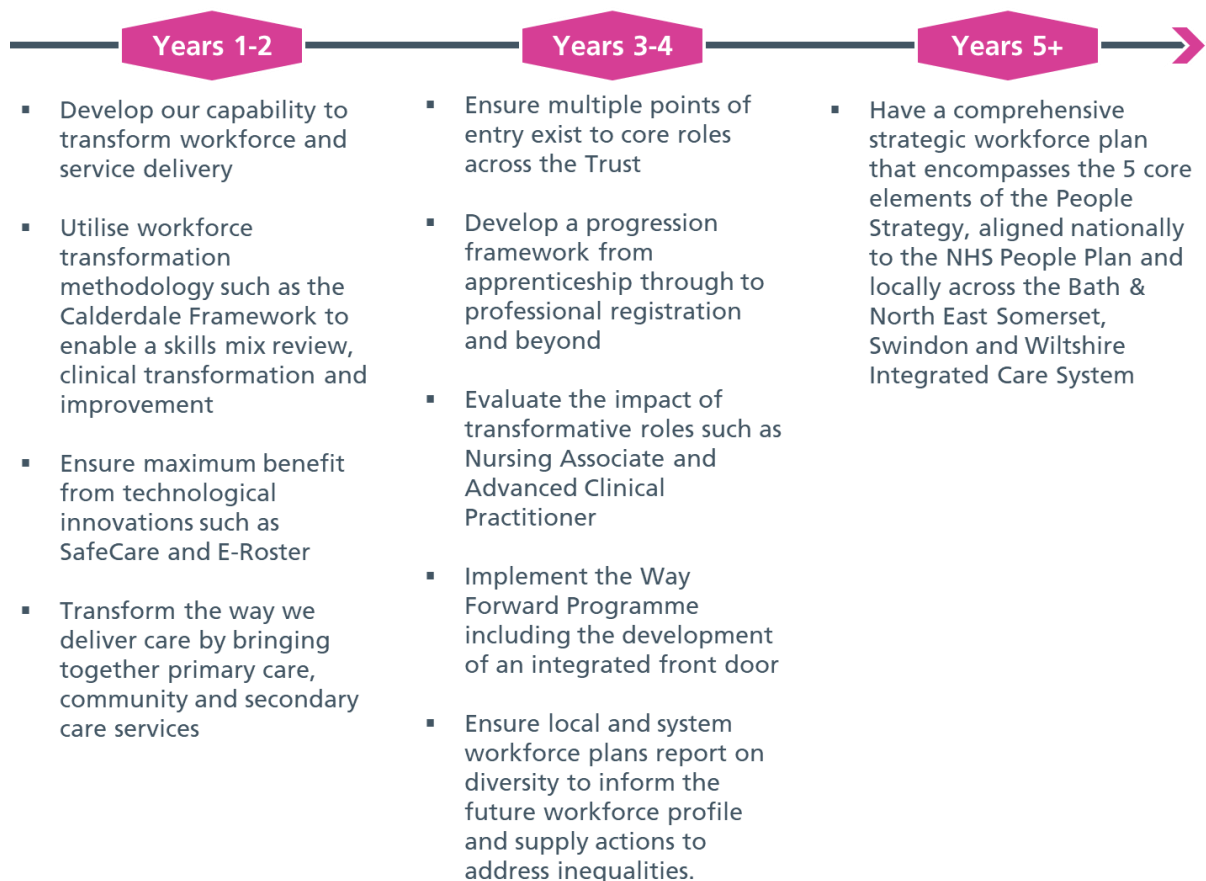 Years 1-2
▪ Develop our capability to
transform workforce and
service delivery
▪ Utilise workforce
transformation
methodology such as the
Calderdale Framework to
enable a skills mix review,
clinical transformation and
improvement
▪ Ensure maximum benefit
from technological
innovations such as
SafeCare and E-Roster
▪ Transform the way we
deliver care by bringing
together primary care,
community and secondary
care services
Years 3-4
▪ Ensure multiple points of
entry exist to core roles
across the Trust
▪ Develop a progression
framework from
apprenticeship through to
professional registration
and beyond
▪ Evaluate the impact of
transformative roles such as
Nursing Associate and
Advanced Clinical
Practitioner
▪ Implement the Way
Forward Programme
including the development
of an integrated front door
▪ Ensure local and system
workforce plans report on
diversity to inform the
future workforce profile
and supply actions to
address inequalities.
Years 5+
▪ Have a comprehensive
strategic workforce plan
that encompasses the 5 core
elements of the People
Strategy, aligned nationally
to the NHS People Plan and
locally across the Bath &
North East Somerset,
Swindon and Wiltshire
Integrated Care System